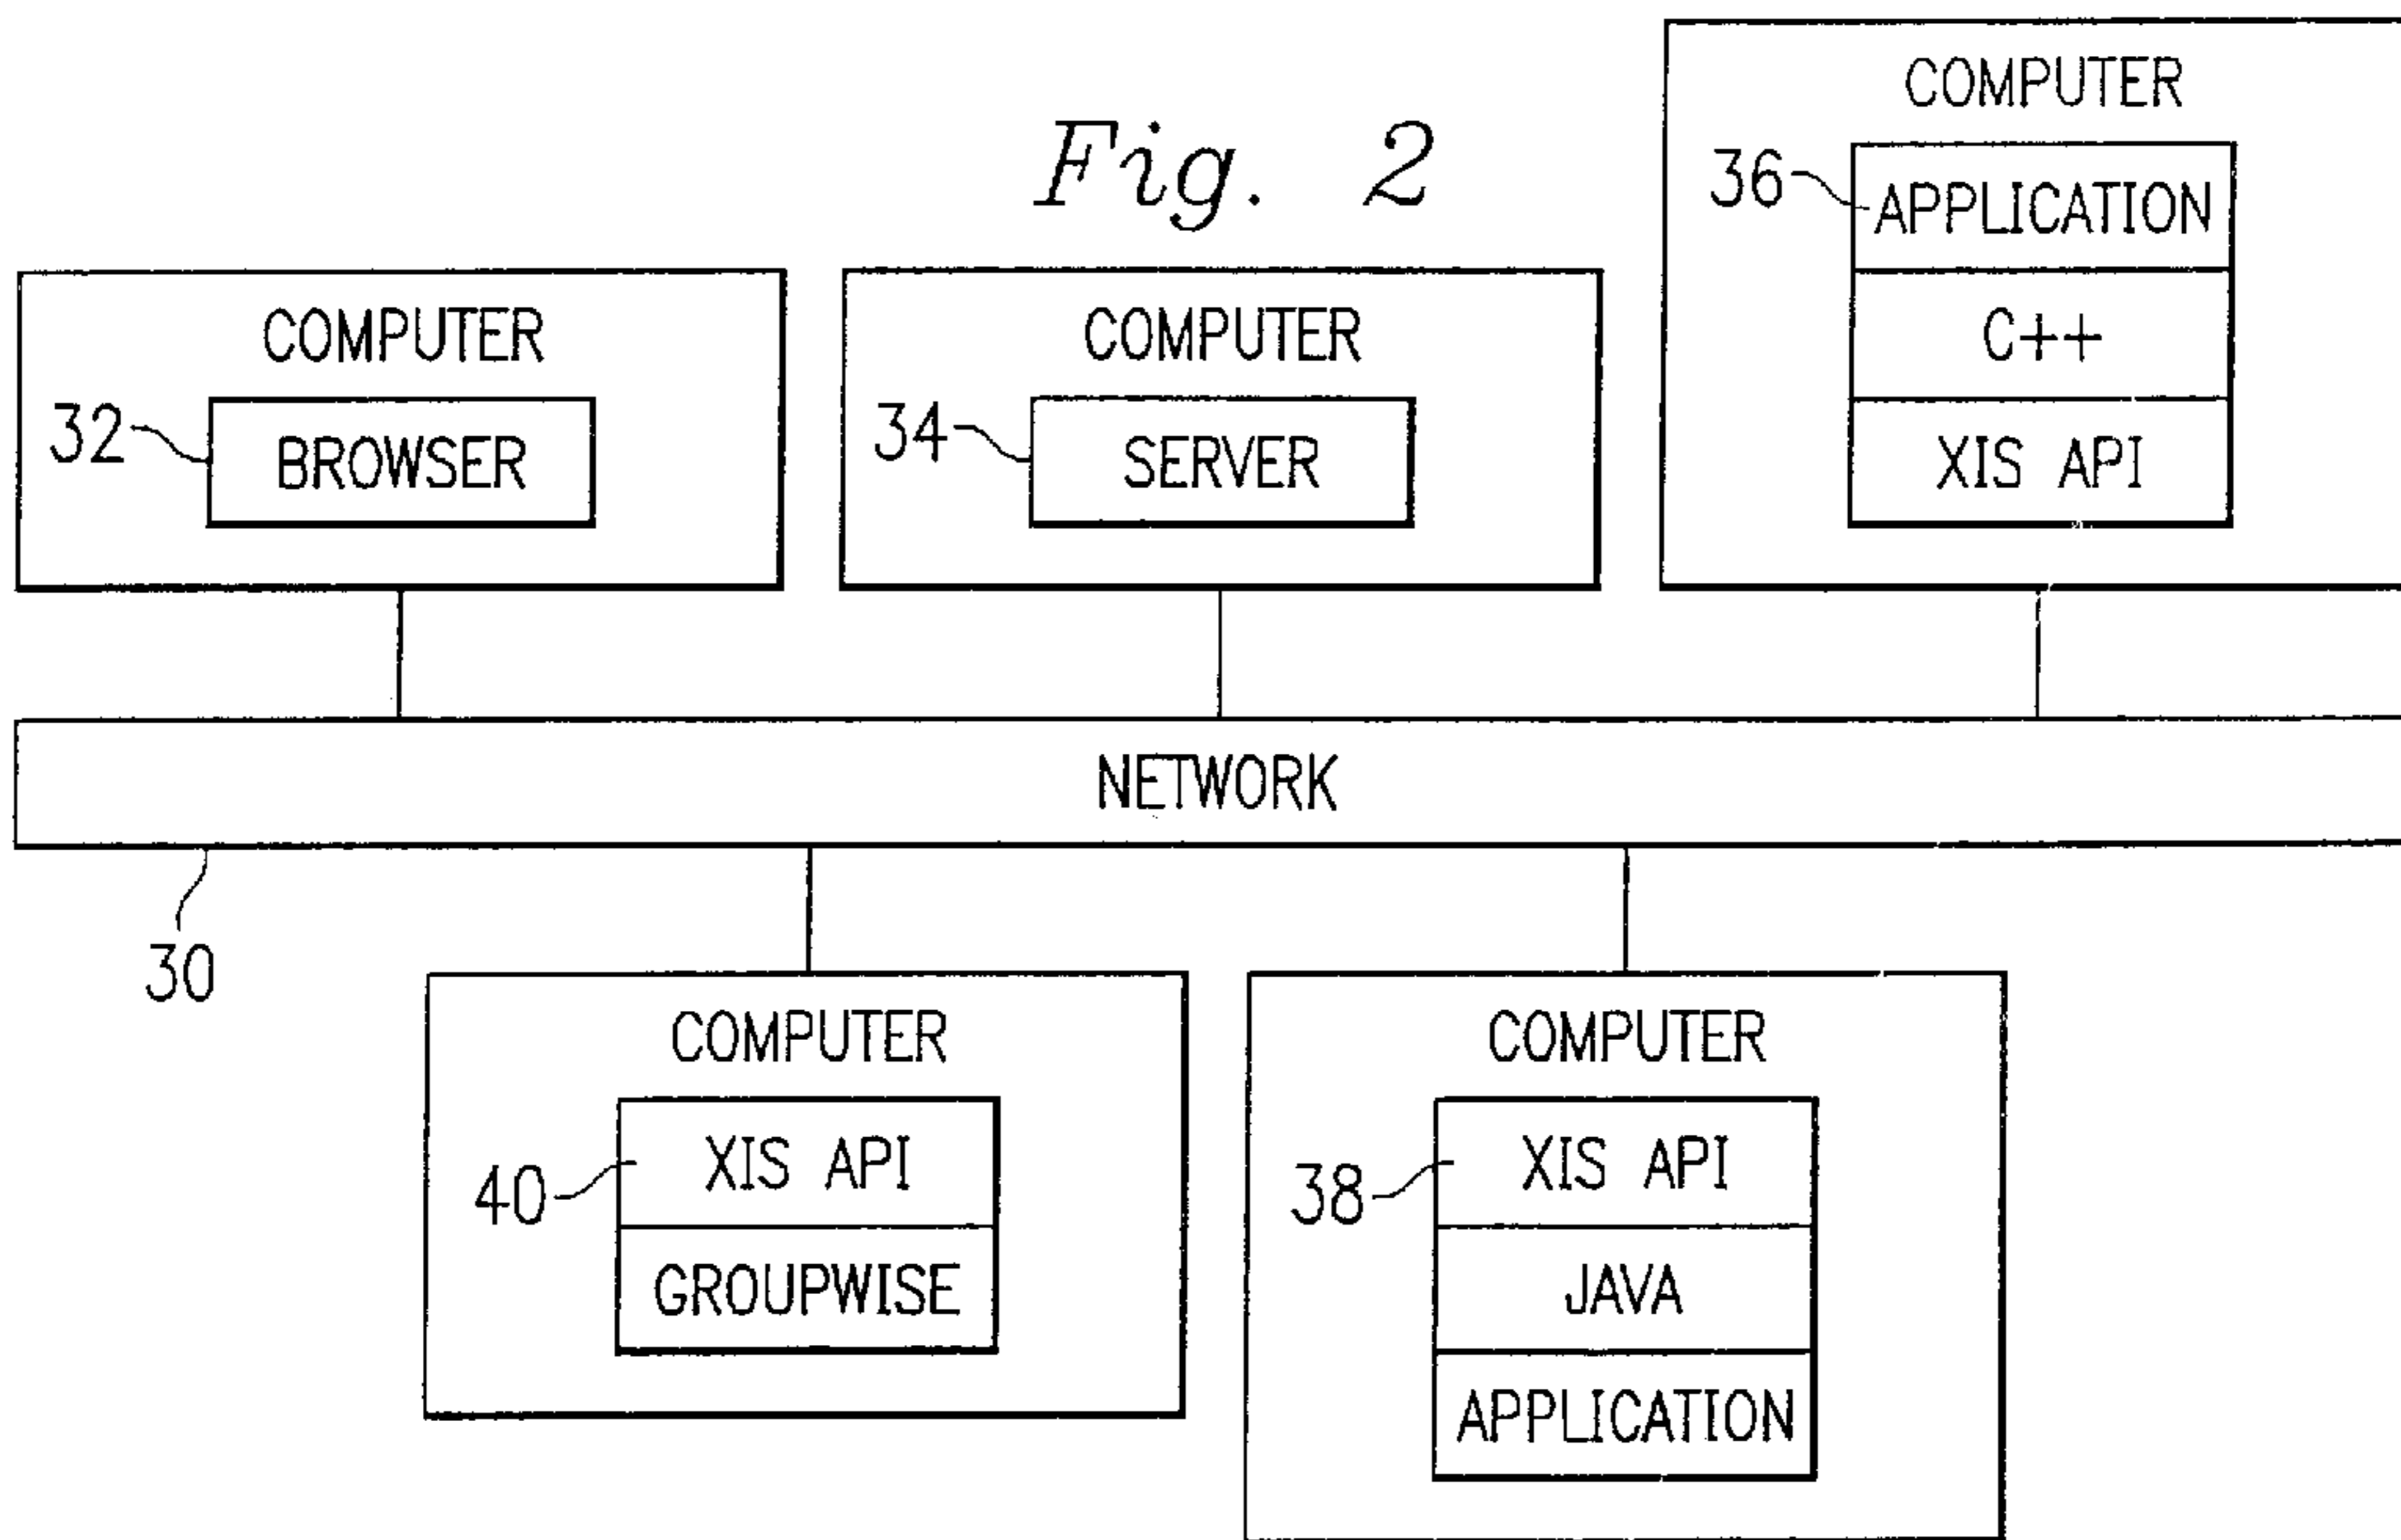 Fig. 2
COMPUTER
32
BROWSER
COMPUTER
34
SERVER
COMPUTER
36
APPLICATION
C++
XIS API
NETWORK
30
COMPUTER
40
XIS API
GROUPWISE
COMPUTER
38
XIS API
JAVA
APPLICATION